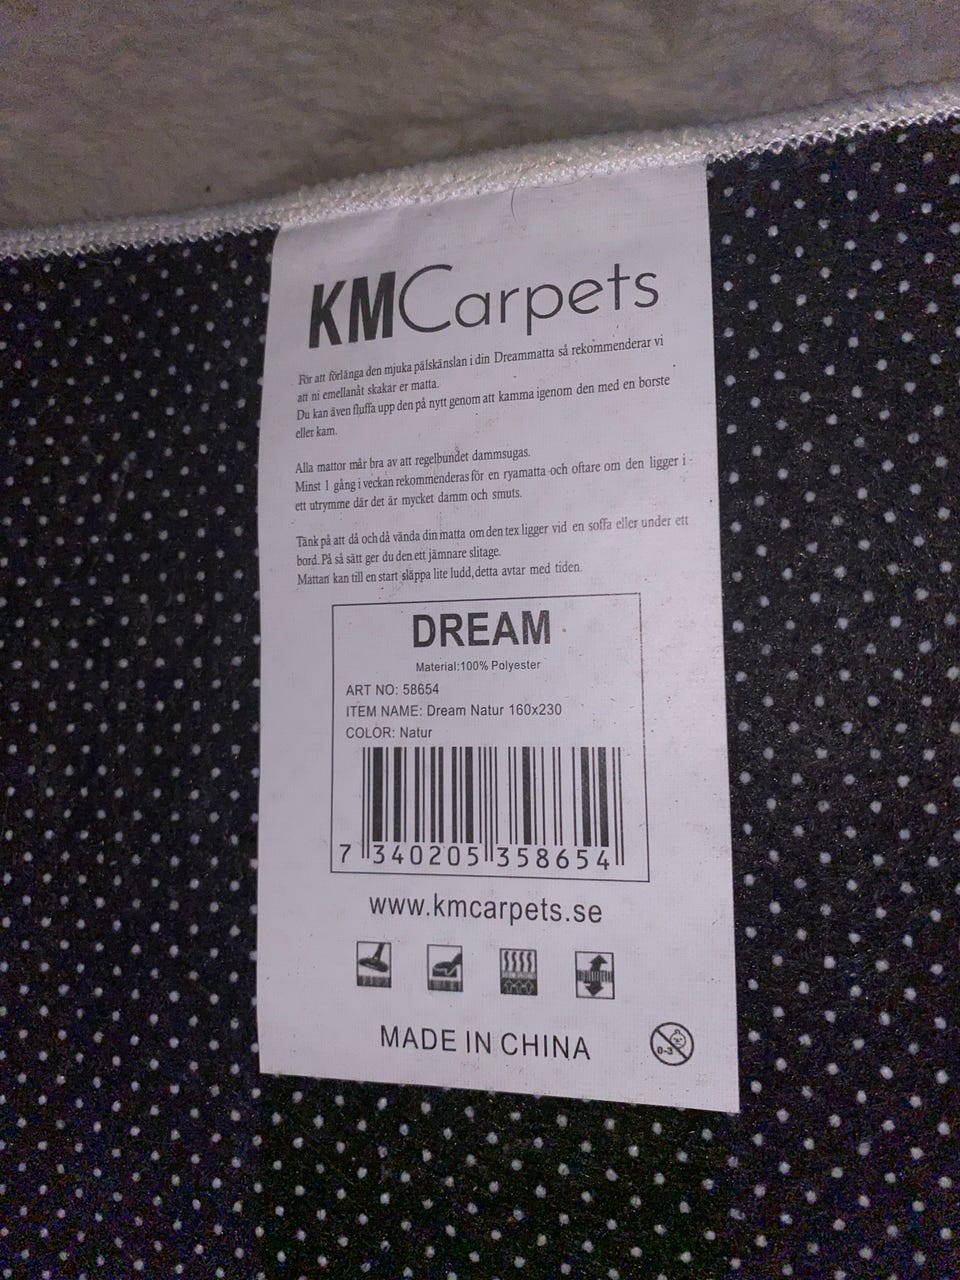 KMCarpets
För att förlänga den mjuka pälskänslan i din Dreammatta så rekommenderar vi
att ni emellanåt skakar er matta.
Du kan även fluffa upp den på nytt genom att kamma igenom den med en borste
eller kam.
Alla mattor mår bra av att regelbundet dammsugas.
Minst 1 gång i veckan rekommenderas för en ryamatta och oftare om den ligger i
ett utrymme där det är mycket damm och smuts.
Tänk på att då och då vända din matta om den tex ligger vid en soffa eller under ett
bord. På så sätt ger du den ett jämnare slitage.
Mattan kan till en start släppa lite ludd, detta avtar med tiden.
DREAM
Material:100% Polyester
ART NO: 58654
ITEM NAME: Dream Natur 160x230
COLOR: Natur
7 340205 358654
www.kmcarpets.se
MADE IN CHINA
0-3